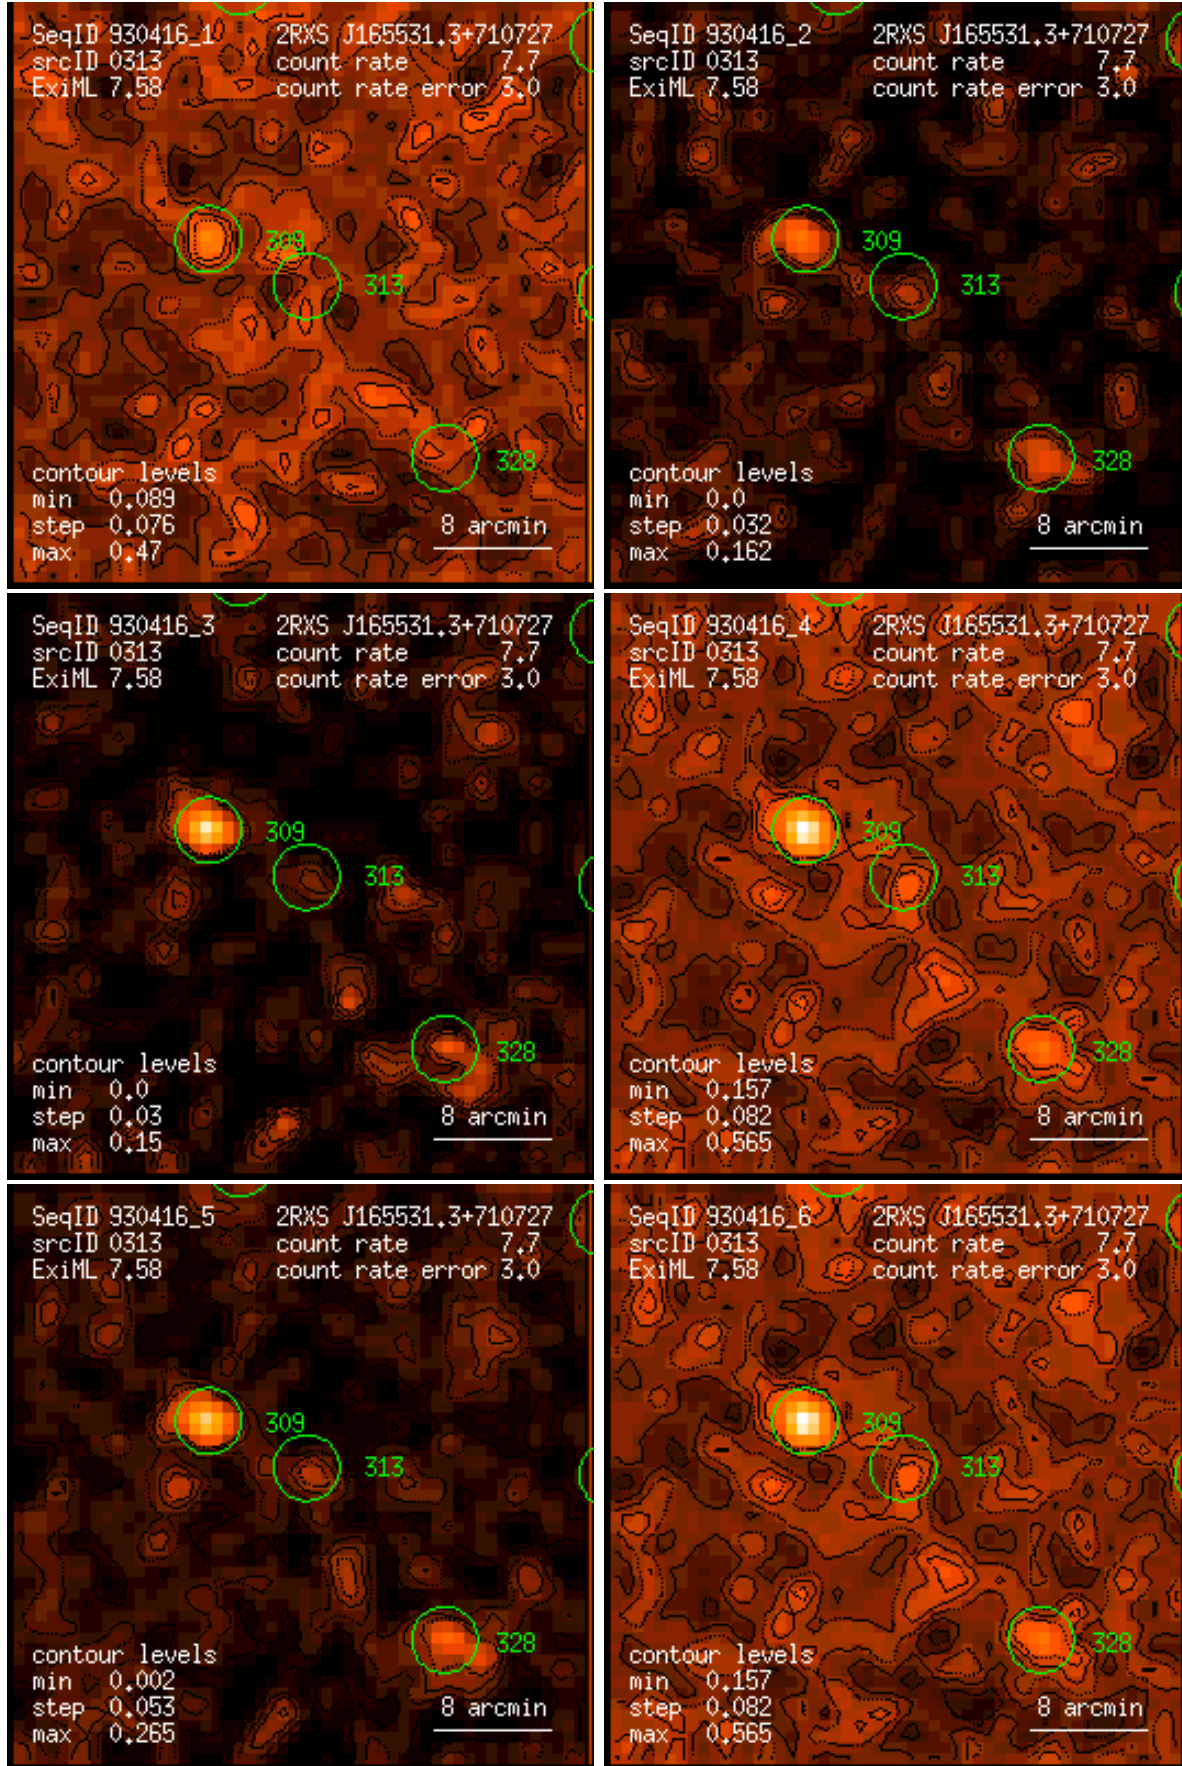 SeqID 930416_1 2RXS J165531.3+710727
srcID 0313 count rate 7.7
ExiML 7.58 count rate error 3.0
309
313
328
contour levels
min 0.089
step 0.076
max 0.47
8 arcmin
SeqID 930416_2 2RXS J165531.3+710727
srcID 0313 count rate 7.7
ExiML 7.58 count rate error 3.0
309
313
328
contour levels
min 0.0
step 0.032
max 0.162
8 arcmin
SeqID 930416_3 2RXS J165531.3+710727
srcID 0313 count rate 7.7
ExiML 7.58 count rate error 3.0
309
313
328
contour levels
min 0.0
step 0.03
max 0.15
8 arcmin
SeqID 930416_4 2RXS J165531.3+710727
srcID 0313 count rate 7.7
ExiML 7.58 count rate error 3.0
309
313
328
contour levels
min 0.157
step 0.082
max 0.565
8 arcmin
SeqID 930416_5 2RXS J165531.3+710727
srcID 0313 count rate 7.7
ExiML 7.58 count rate error 3.0
309
313
328
contour levels
min 0.002
step 0.053
max 0.265
8 arcmin
SeqID 930416_6 2RXS J165531.3+710727
srcID 0313 count rate 7.7
ExiML 7.58 count rate error 3.0
309
313
328
contour levels
min 0.157
step 0.082
max 0.565
8 arcmin